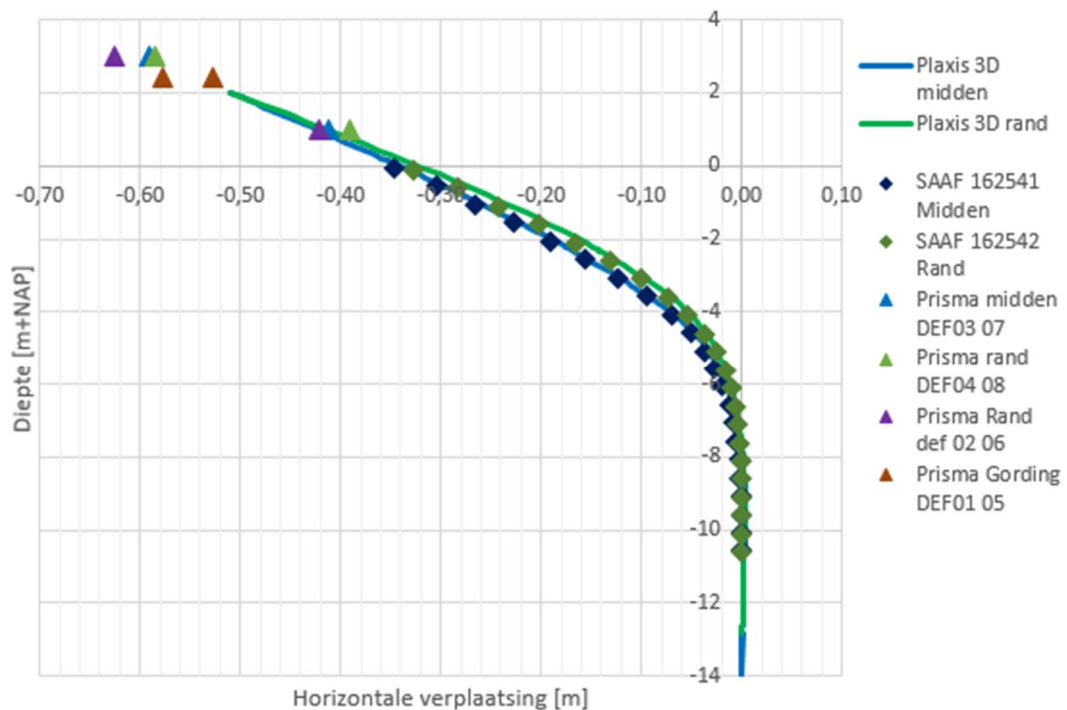 4
2
0
-0,70
-0,60
-0,50
-0,40
-0,30
-0,20
-0,10
0,00
0,10
-2
-4
-6
-8
-10
-12
-14
Diepte [m+NAP]
Horizontale verplaatsing [m]
Plaxis 3D
midden
Plaxis 3D rand
SAAF 162541
Midden
SAAF 162542
Rand
Prisma midden
DEF03 07
Prisma rand
DEF04 08
Prisma Rand
def 02 06
Prisma Gording
DEF01 05